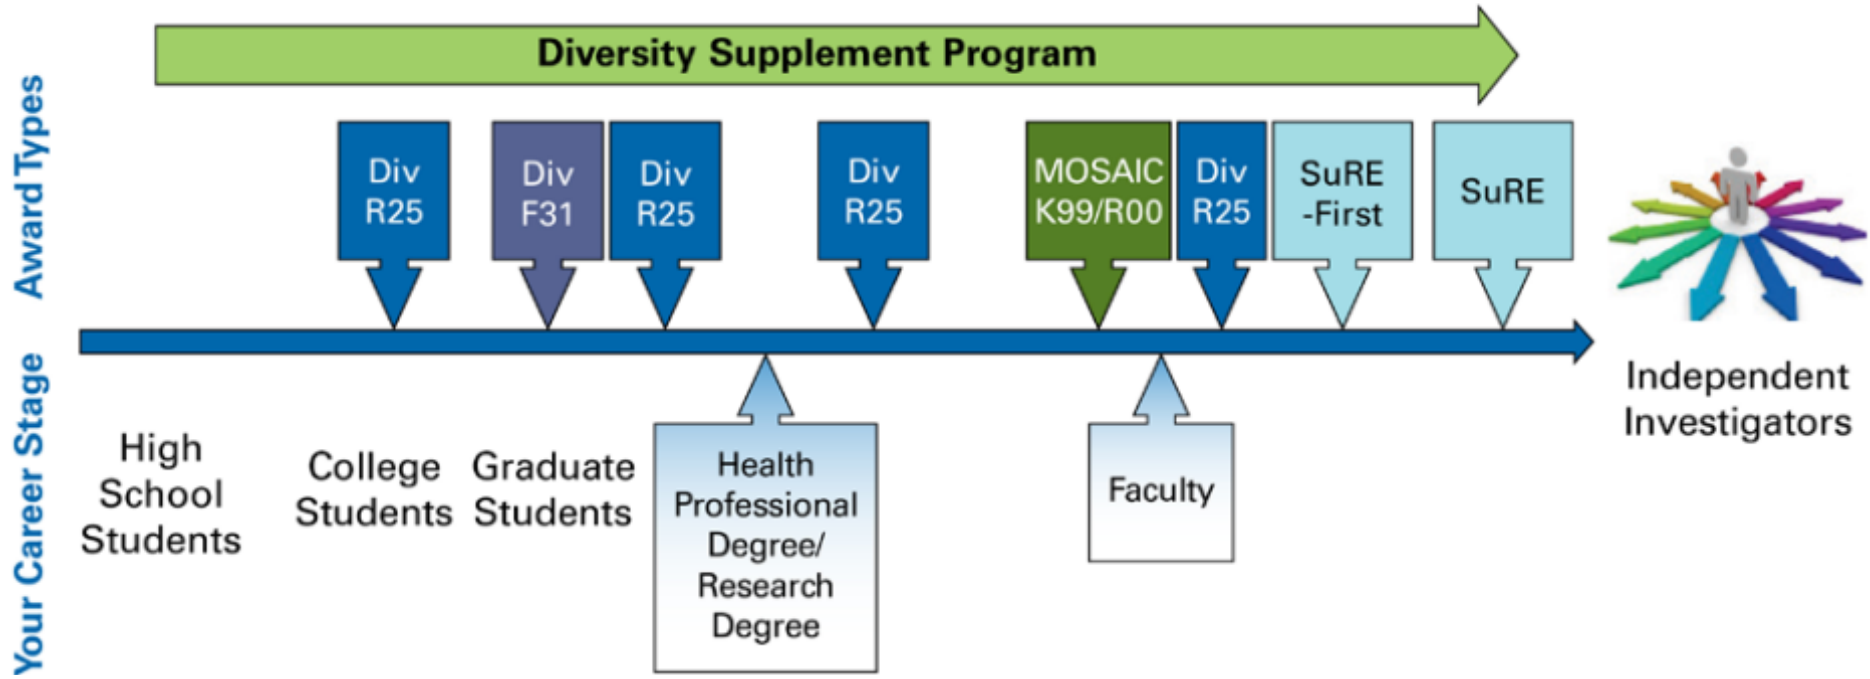 Diversity Supplement Program
Award Types
Div
R25
Div
F31
Div
R25
Div
R25
MOSAIC
K99/R00
Div
R25
SuRE
-First
SuRE
Your Career Stage
High
School
Students
College
Students
Graduate
Students
Health
Professional
Degree/
Research
Degree
Faculty
Independent
Investigators